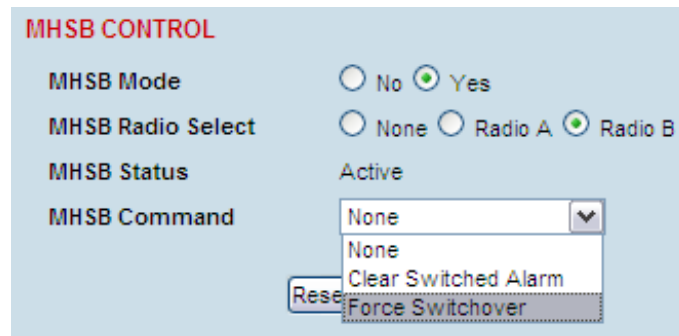 MHSB CONTROL
MHSB Mode No Yes
MHSB Radio Select None Radio A Radio B
MHSB Status Active
MHSB Command None
None
Clear Switched Alarm
Force Switchover